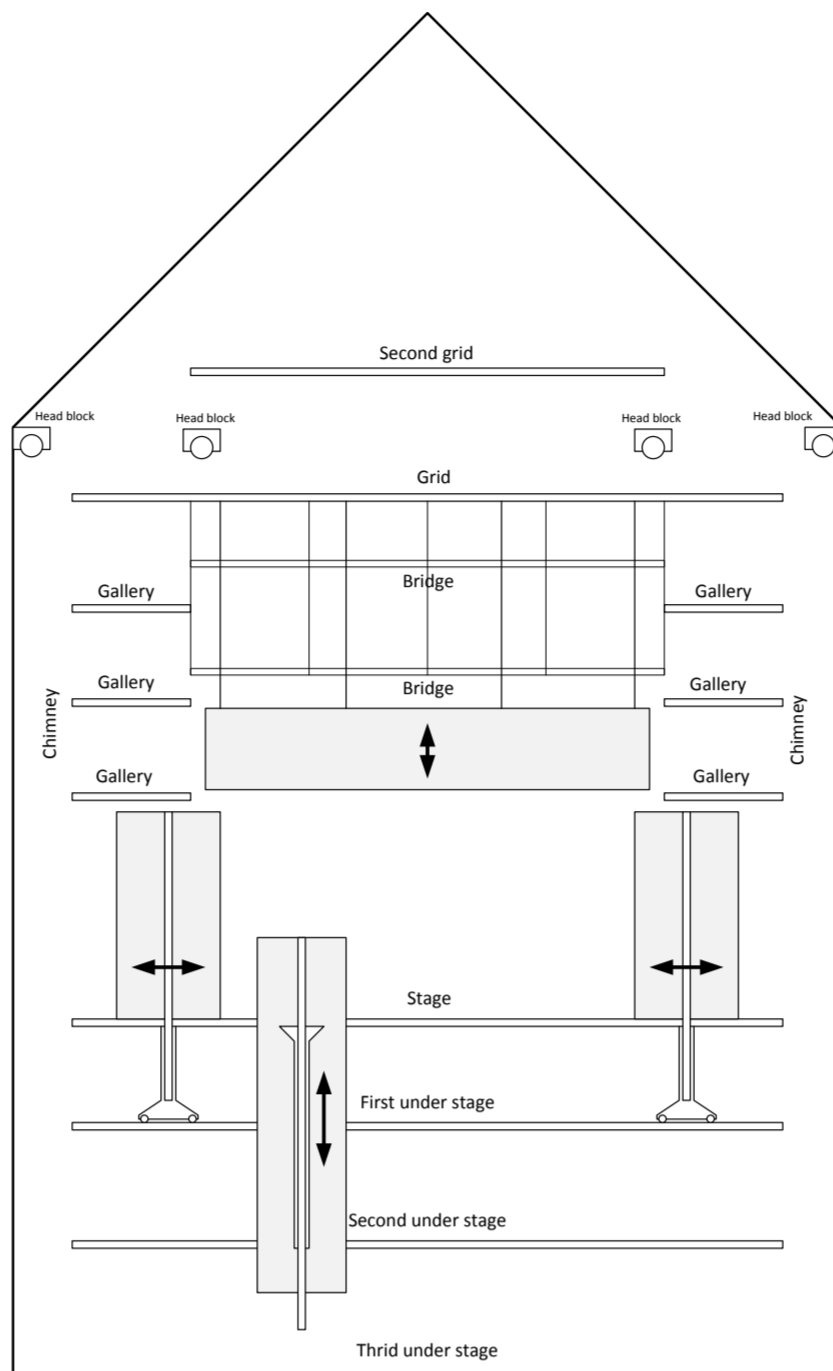 Second grid
Head block
Head block
Head block
Head block
Grid
Bridge
Gallery
Gallery
Gallery
Bridge
Gallery
Chimney
Chimney
Gallery
Gallery
Stage
First under stage
Second under stage
Thrid under stage